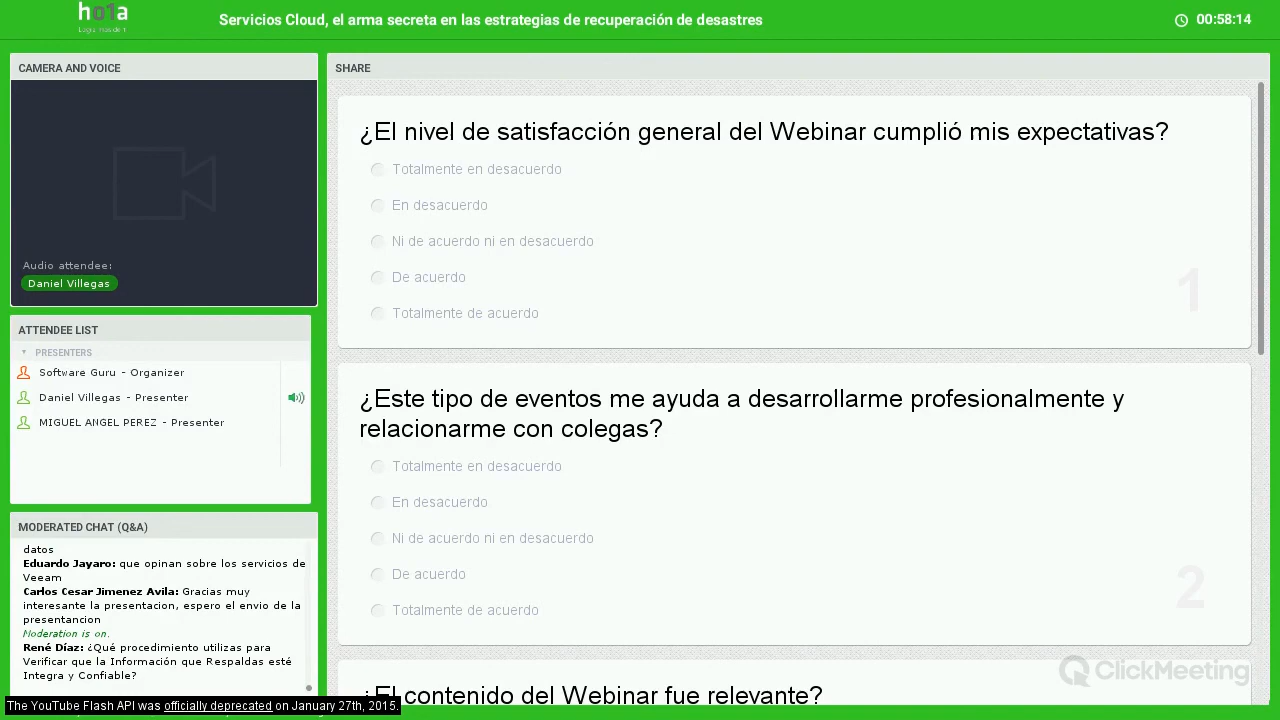 ho1a
Servicios Cloud, el arma secreta en las estrategias de recuperación de desastres
00:58:14
CAMERA AND VOICE
Audio attendee:
Daniel Villegas
ATTENDEE LIST
PRESENTERS
Software Guru - Organizer
Daniel Villegas - Presenter
MIGUEL ANGEL PEREZ - Presenter
MODERATED CHAT (Q&A)
datos
Eduardo Jayaro: que opinan sobre los servicios de
Veeam
Carlos Cesar Jimenez Avila: Gracias muy
interesante la presentacion, espero el envio de la
presentancion
Moderation is on.
René Díaz: ¿Qué procedimiento utilizas para
Verificar que la Información que Respaldas esté
Integra y Confiable?
The YouTube Flash API was officially deprecated on January 27th, 2015.
SHARE
¿El nivel de satisfacción general del Webinar cumplió mis expectativas?
Totalmente en desacuerdo
En desacuerdo
Ni de acuerdo ni en desacuerdo
De acuerdo
Totalmente de acuerdo
1
¿Este tipo de eventos me ayuda a desarrollarme profesionalmente y
relacionarme con colegas?
Totalmente en desacuerdo
En desacuerdo
Ni de acuerdo ni en desacuerdo
De acuerdo
Totalmente de acuerdo
2
¿El contenido del Webinar fue relevante?
ClickMeeting